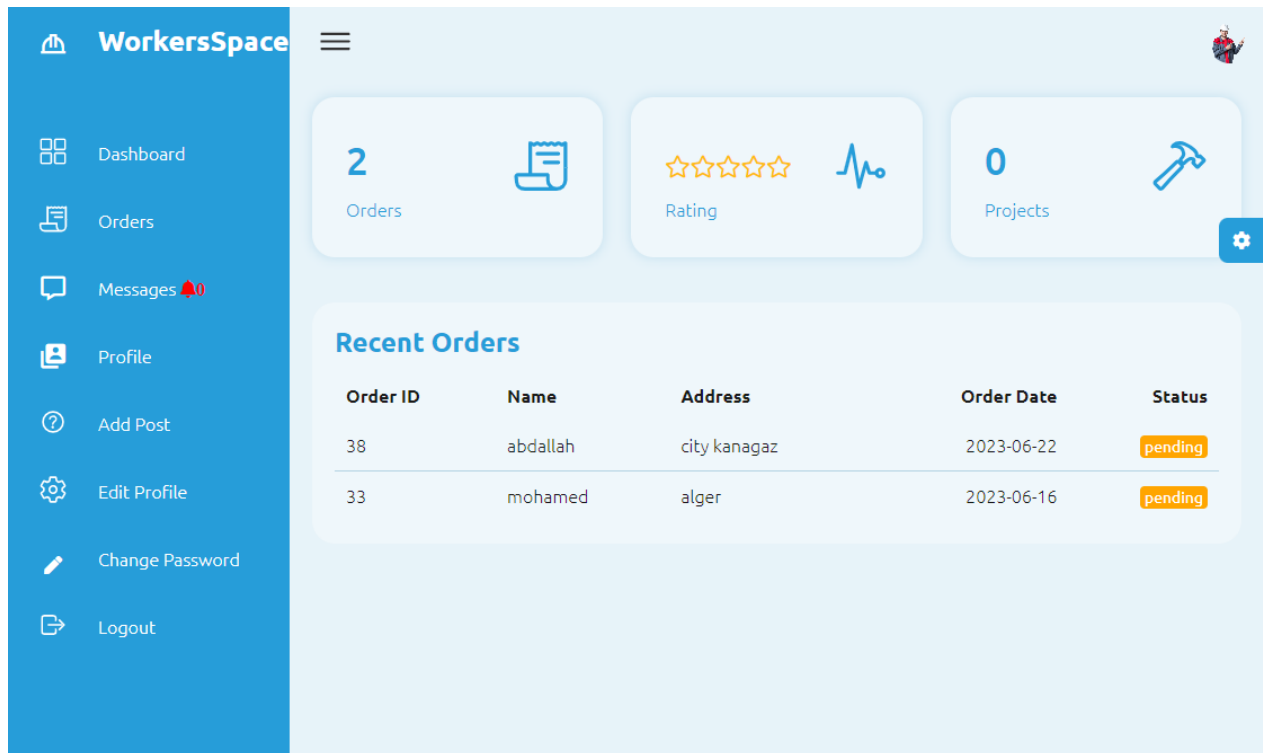 WorkersSpace
Dashboard
Orders
Messages 0
Profile
Add Post
Edit Profile
Change Password
Logout
2
Orders
Rating
0
Projects
Recent Orders
Order ID Name Address Order Date Status
38 abdallah city kanagaz 2023-06-22 pending
33 mohamed alger 2023-06-16 pending